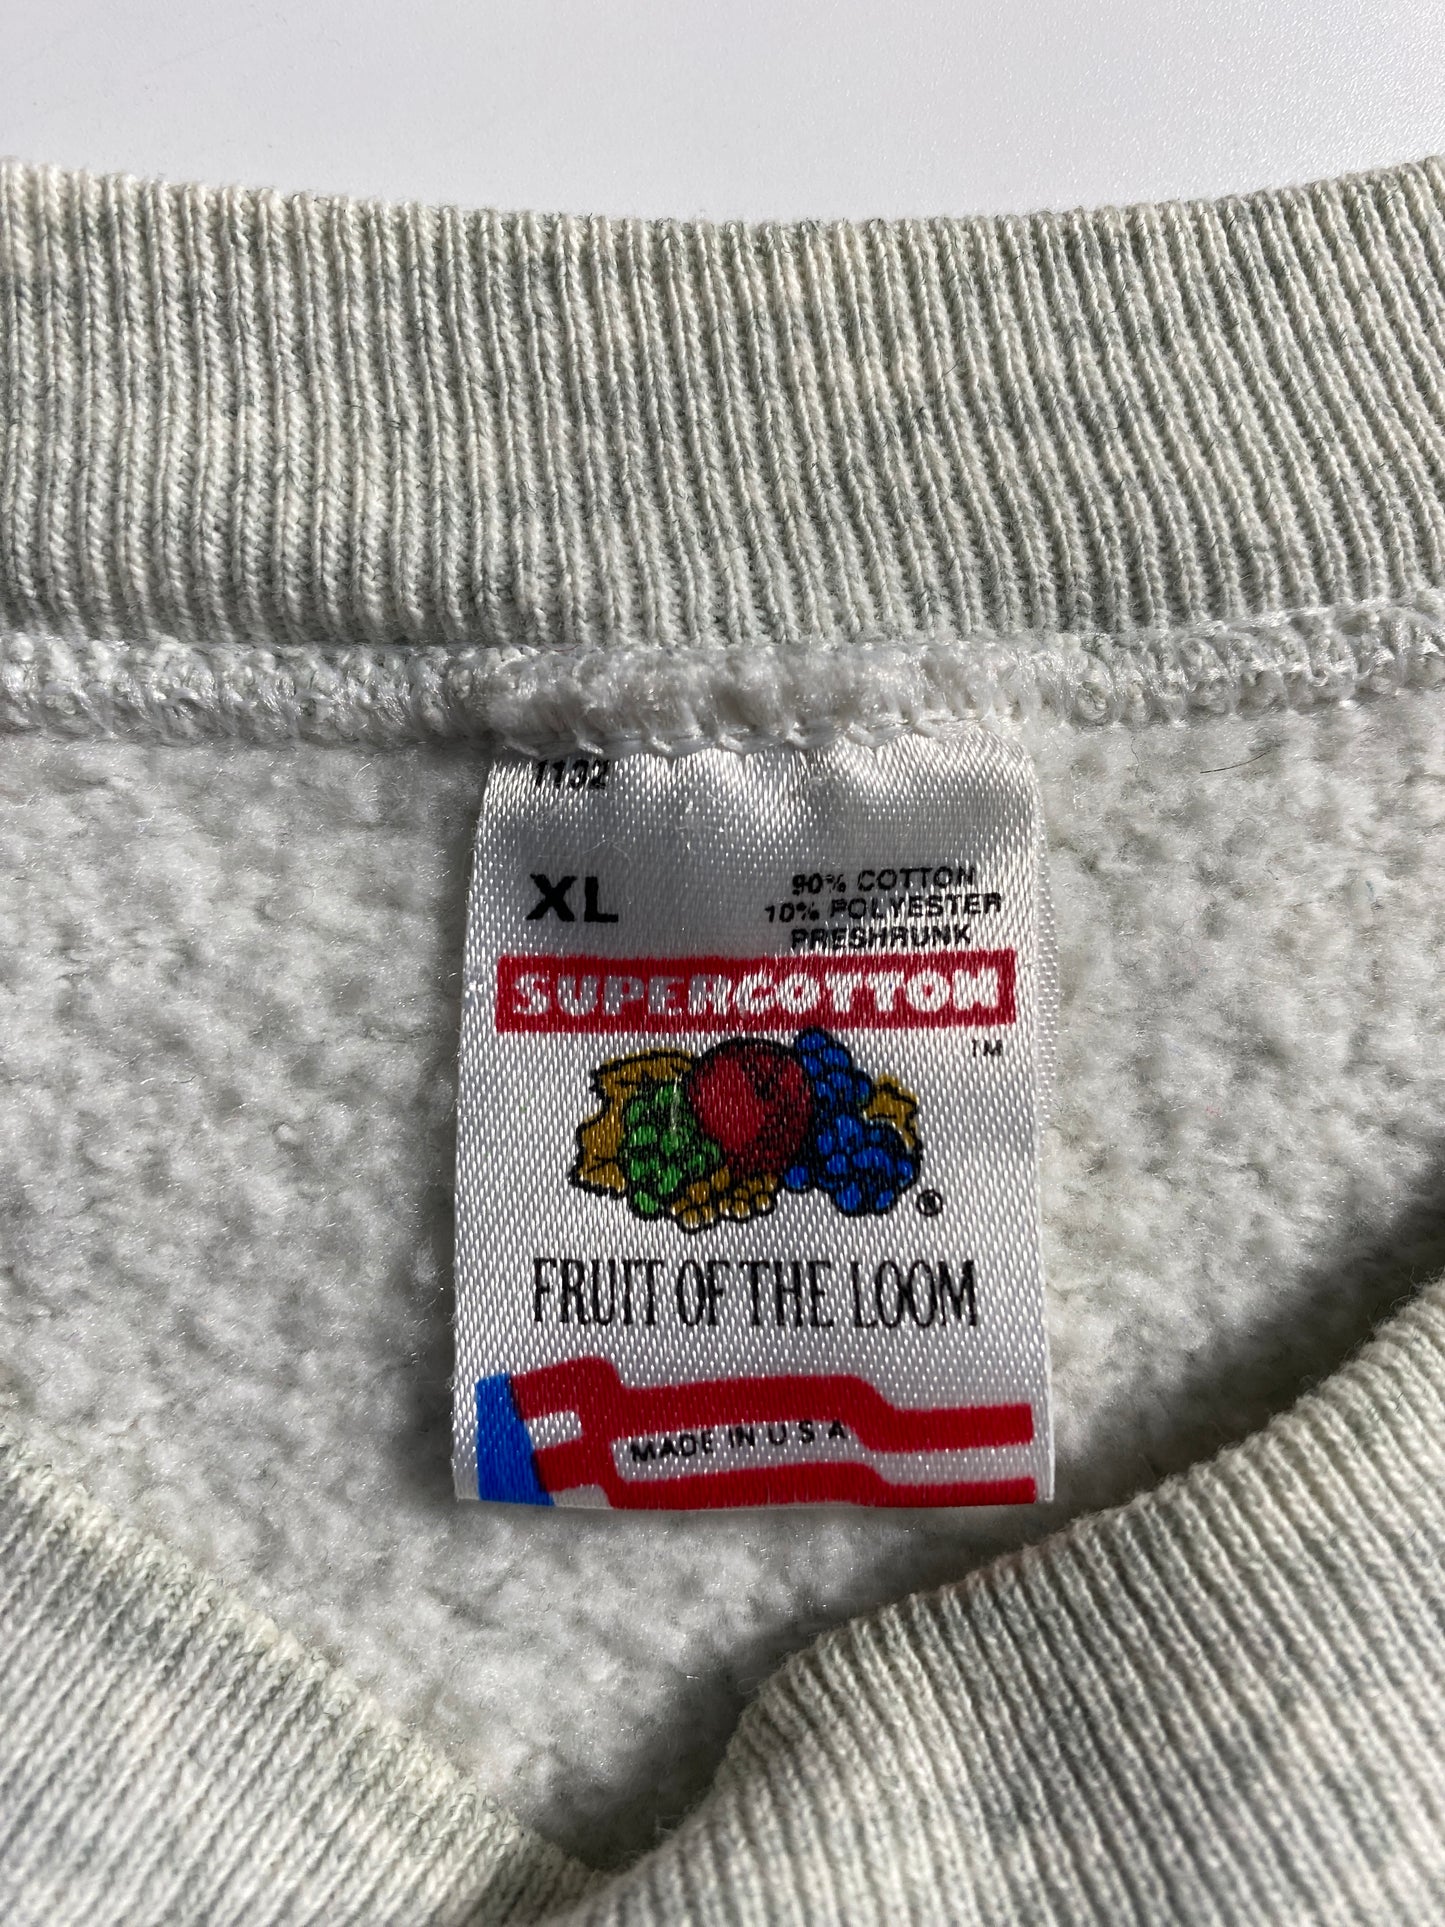 1132
XL
90% COTTON
10% POLYESTER
PRESHRUNK
SUPERCOTTON
TM
®
FRUIT OF THE LOOM
MADE IN U S A